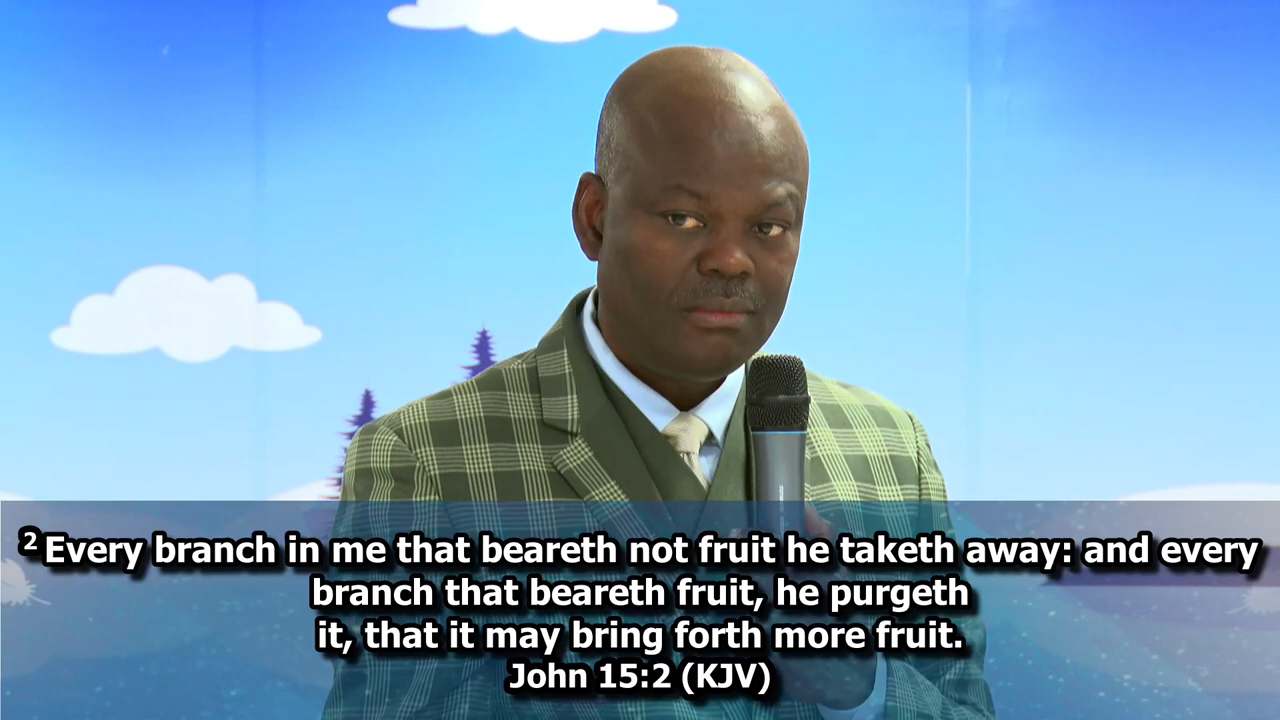 ² Every branch in me that beareth not fruit he taketh away: and every
branch that beareth fruit, he purgeth
it, that it may bring forth more fruit.
John 15:2 (KJV)